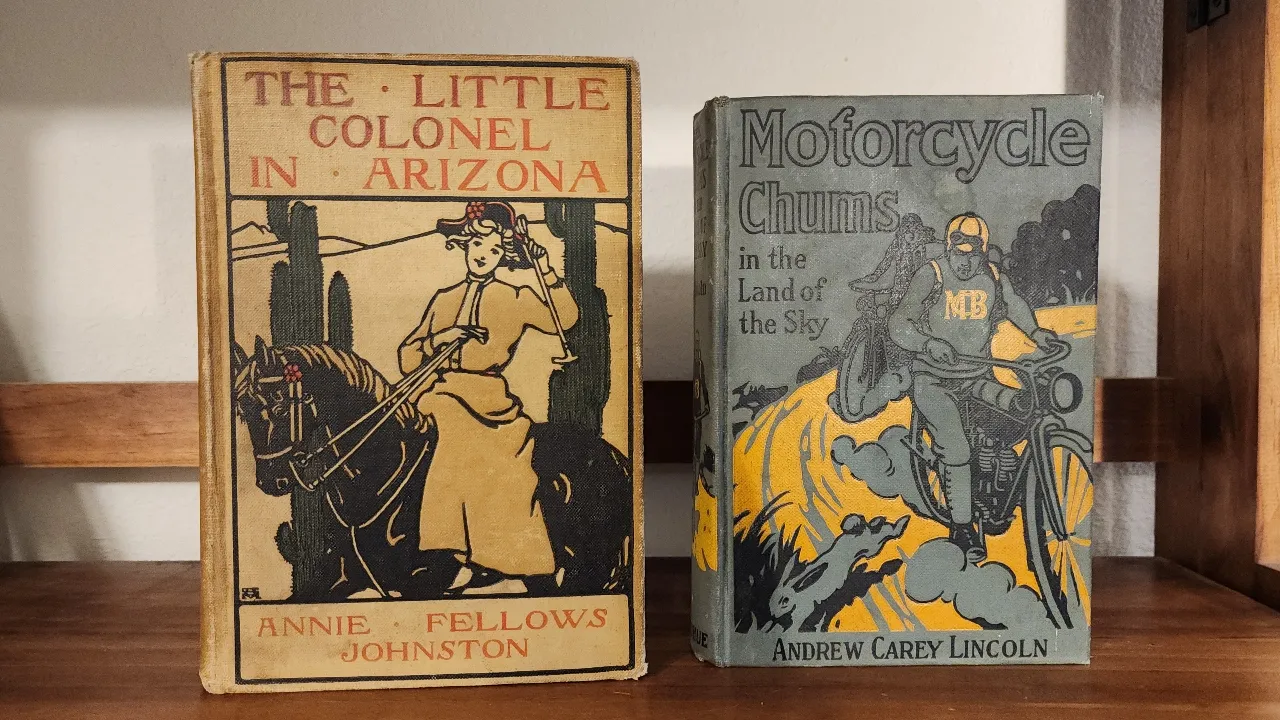 THE · LITTLE
COLONEL
IN · ARIZONA
ANNIE · FELLOWS
JOHNSTON
Motorcycle
Chums
in the
Land of
the Sky
MB
ANDREW CAREY LINCOLN